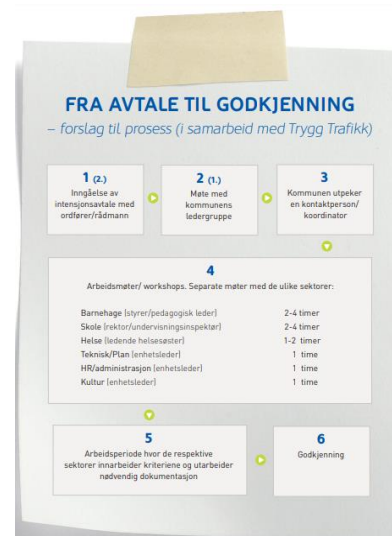 FRA AVTALE TIL GODKJENNING
– forslag til prosess (i samarbeid med Trygg Trafikk)
1 (2.)
Inngåelse av
intensjonsavtale med
ordfører/rådmann
2 (1.)
Møte med
kommunens
ledergruppe
3
Kommunen utpeker
en kontaktperson/
koordinator
4
Arbeidsmøter/ workshops. Separate møter med de ulike sektorer:
Barnehage (styrer/pedagogisk leder) 2-4 timer
Skole (rektor/undervisningsinspektør) 2-4 timer
Helse (ledende helsesøster) 1-2 timer
Teknisk/Plan (enhetsleder) 1 time
HR/administrasjon (enhetsleder) 1 time
Kultur (enhetsleder) 1 time
5
Arbeidsperiode hvor de respektive
sektorer innarbeider kriteriene og utarbeider
nødvendig dokumentasjon
6
Godkjenning